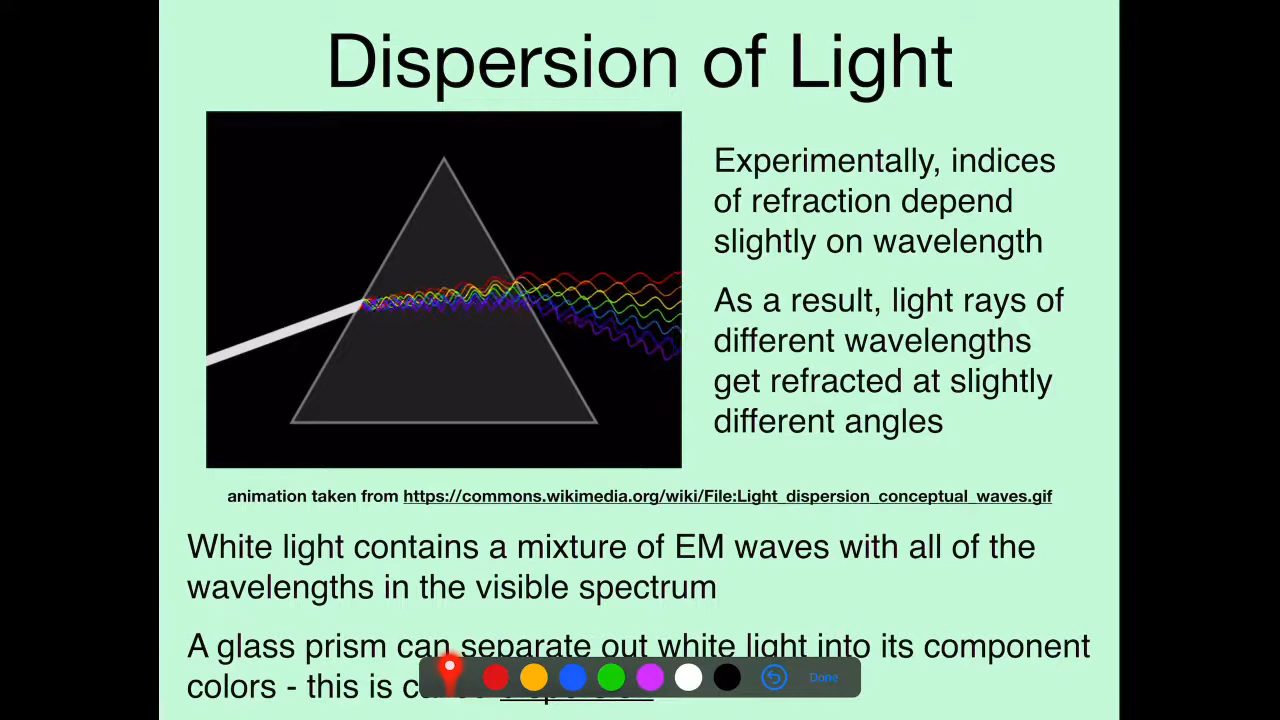 Dispersion of Light
Experimentally, indices
of refraction depend
slightly on wavelength
As a result, light rays of
different wavelengths
get refracted at slightly
different angles
animation taken from https://commons.wikimedia.org/wiki/File:Light_dispersion_conceptual_waves.gif
White light contains a mixture of EM waves with all of the
wavelengths in the visible spectrum
A glass prism can separate out white light into its component
colors - this is
Done